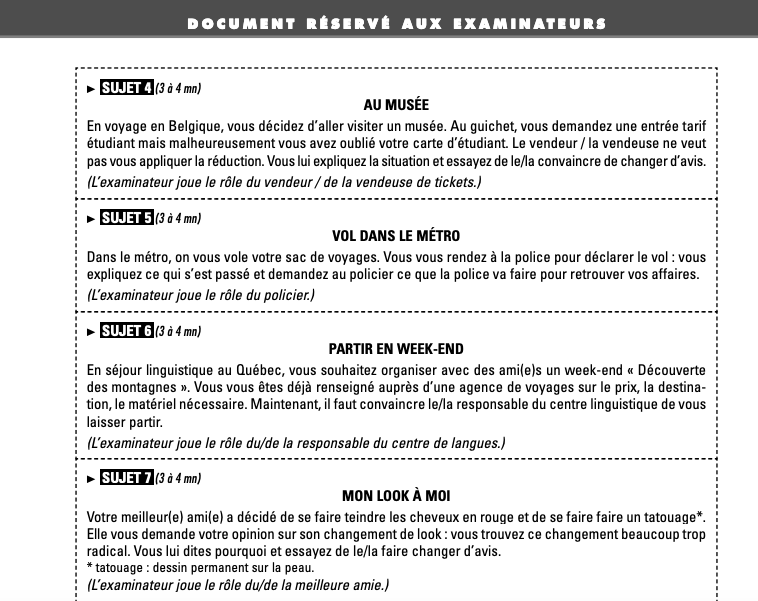 DOCUMENT RÉSERVÉ AUX EXAMINATEURS
► SUJET 4 (3 à 4 mn)
AU MUSÉE
En voyage en Belgique, vous décidez d’aller visiter un musée. Au guichet, vous demandez une entrée tarif
étudiant mais malheureusement vous avez oublié votre carte d’étudiant. Le vendeur / la vendeuse ne veut
pas vous appliquer la réduction. Vous lui expliquez la situation et essayez de le/la convaincre de changer d’avis.
(L’examinateur joue le rôle du vendeur / de la vendeuse de tickets.)
► SUJET 5 (3 à 4 mn)
VOL DANS LE MÉTRO
Dans le métro, on vous vole votre sac de voyages. Vous vous rendez à la police pour déclarer le vol : vous
expliquez ce qui s’est passé et demandez au policier ce que la police va faire pour retrouver vos affaires.
(L’examinateur joue le rôle du policier.)
► SUJET 6 (3 à 4 mn)
PARTIR EN WEEK-END
En séjour linguistique au Québec, vous souhaitez organiser avec des ami(e)s un week-end « Découverte
des montagnes ». Vous vous êtes déjà renseigné auprès d’une agence de voyages sur le prix, la destina-
tion, le matériel nécessaire. Maintenant, il faut convaincre le/la responsable du centre linguistique de vous
laisser partir.
(L’examinateur joue le rôle du/de la responsable du centre de langues.)
► SUJET 7 (3 à 4 mn)
MON LOOK À MOI
Votre meilleur(e) ami(e) a décidé de se faire teindre les cheveux en rouge et de se faire faire un tatouage*.
Elle vous demande votre opinion sur son changement de look : vous trouvez ce changement beaucoup trop
radical. Vous lui dites pourquoi et essayez de le/la faire changer d’avis.
* tatouage : dessin permanent sur la peau.
(L’examinateur joue le rôle du/de la meilleure amie.)